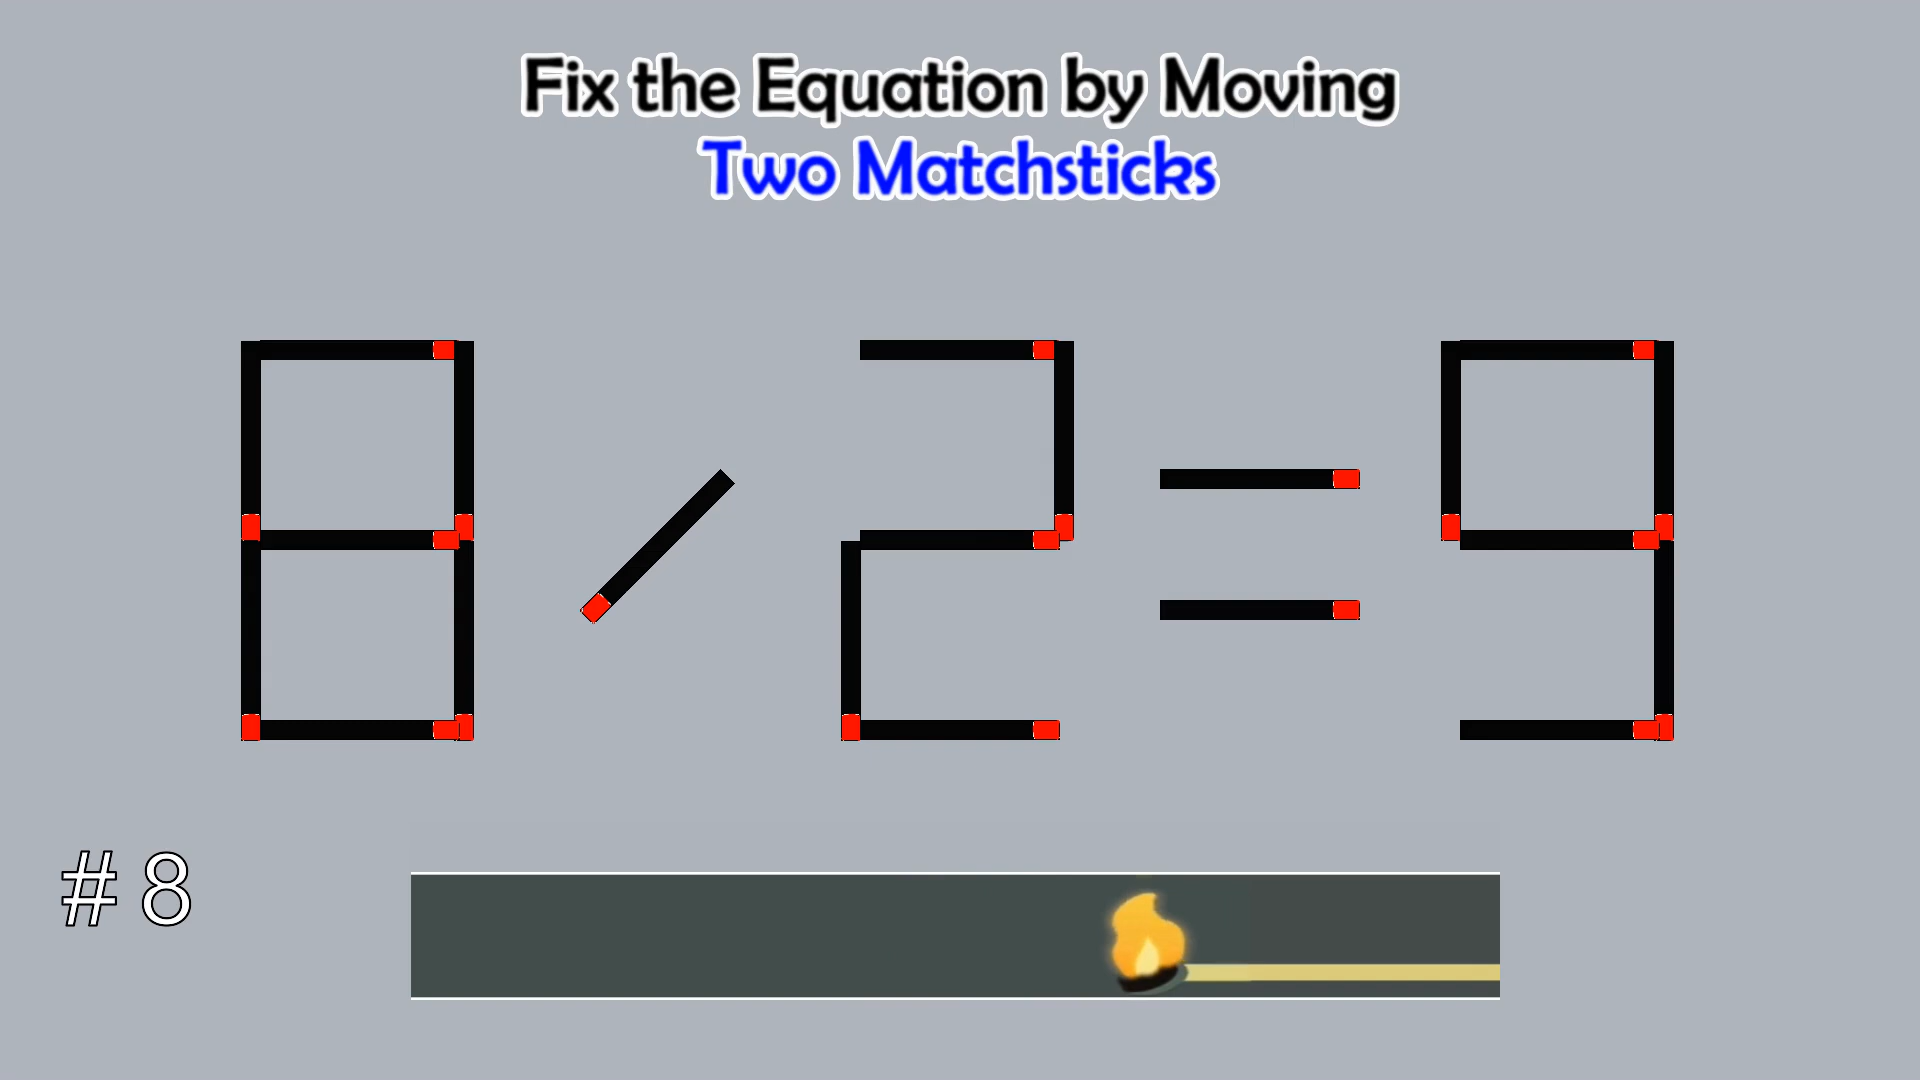 Fix the Equation by Moving
Two Matchsticks
8/2=9
#8